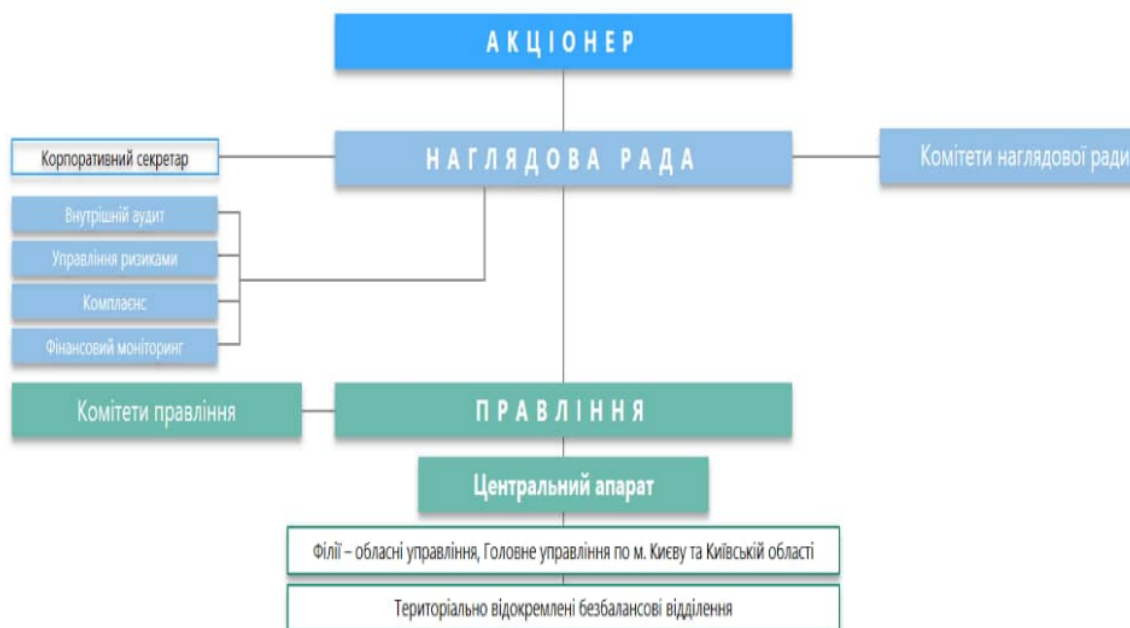 АКЦІОНЕР
Корпоративний секретар
НАГЛЯДОВА РАДА
Комітети наглядової ради
Внутрішній аудит
Управління ризиками
Комплаєнс
Фінансовий моніторинг
Комітети правління
ПРАВЛІННЯ
Центральний апарат
Філії – обласні управління, Головне управління по м. Києву та Київській області
Територіально відокремлені безбалансові відділення